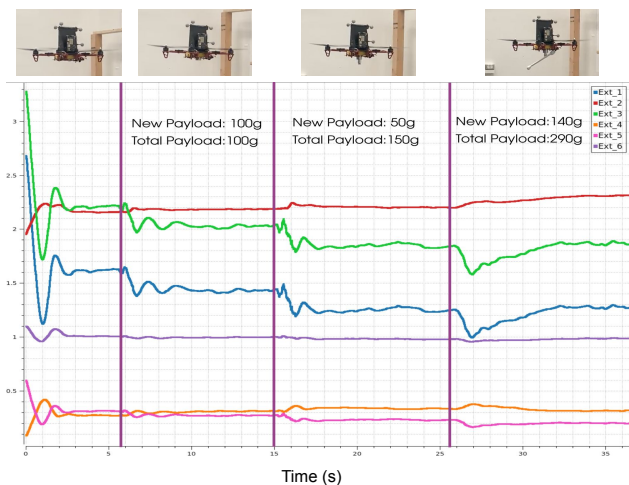 Ext_1
Ext_2
Ext_3
Ext_4
Ext_5
Ext_6
New Payload: 100g
Total Payload:100g
New Payload: 50g
Total Payload:150g
New Payload:140g
Total Payload:290g
3
2.5
2
1.5
1
0.5
0
5
10
15
20
25
30
35
Time (s)